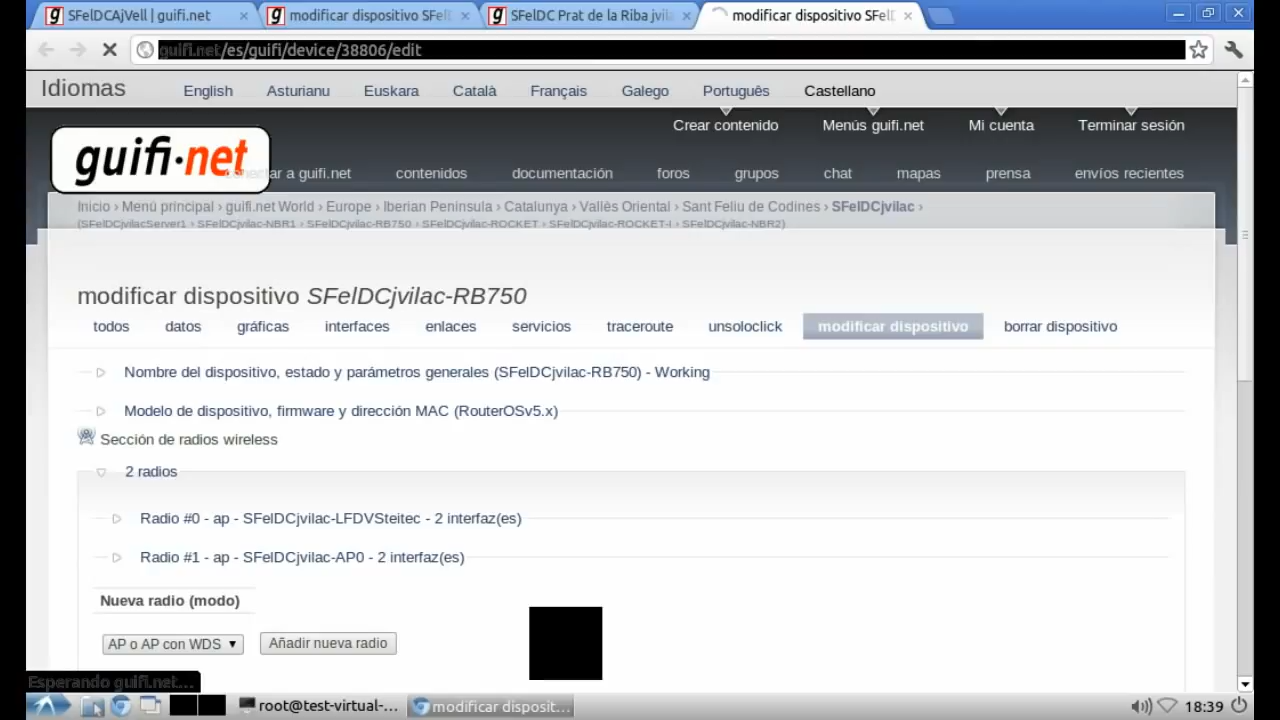 SFelDCAjVell | guifi.net
modificar dispositivo SFelD
SFelDC Prat de la Riba jvila
modificar dispositivo SFelD
guifi.net/es/guifi/device/38806/edit
Idiomas English Asturianu Euskara Català Français Galego Português Castellano
Crear contenido Menús guifi.net Mi cuenta Terminar sesión
guifi·net
conectar a guifi.net contenidos documentación foros grupos chat mapas prensa envíos recientes
Inicio › Menú principal › guifi.net World › Europe › Iberian Peninsula › Catalunya › Vallès Oriental › Sant Feliu de Codines › SFelDCjvilac ›
(SFelDCjvilacServer1 › SFelDCjvilac-NBR1 › SFelDCjvilac-RB750 › SFelDCjvilac-ROCKET › SFelDCjvilac-ROCKET-I › SFelDCjvilac-NBR2)
modificar dispositivo SFelDCjvilac-RB750
todos datos gráficas interfaces enlaces servicios traceroute unsoloclick modificar dispositivo borrar dispositivo
Nombre del dispositivo, estado y parámetros generales (SFelDCjvilac-RB750) - Working
Modelo de dispositivo, firmware y dirección MAC (RouterOSv5.x)
Sección de radios wireless
2 radios
Radio #0 - ap - SFelDCjvilac-LFDVSteitec - 2 interfaz(es)
Radio #1 - ap - SFelDCjvilac-AP0 - 2 interfaz(es)
Nueva radio (modo)
AP o AP con WDS Añadir nueva radio
Esperando guifi.net...
root@test-virtual-... modificar disposit... 18:39